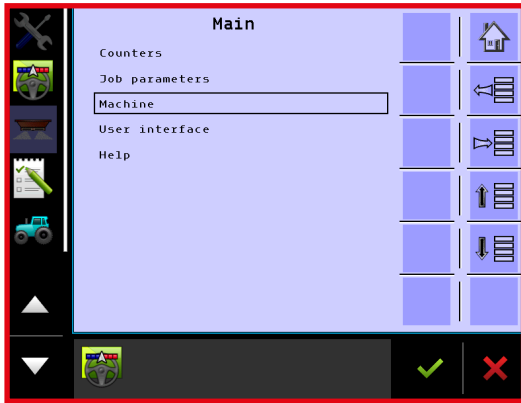 Main
Counters
Job parameters
Machine
User interface
Help